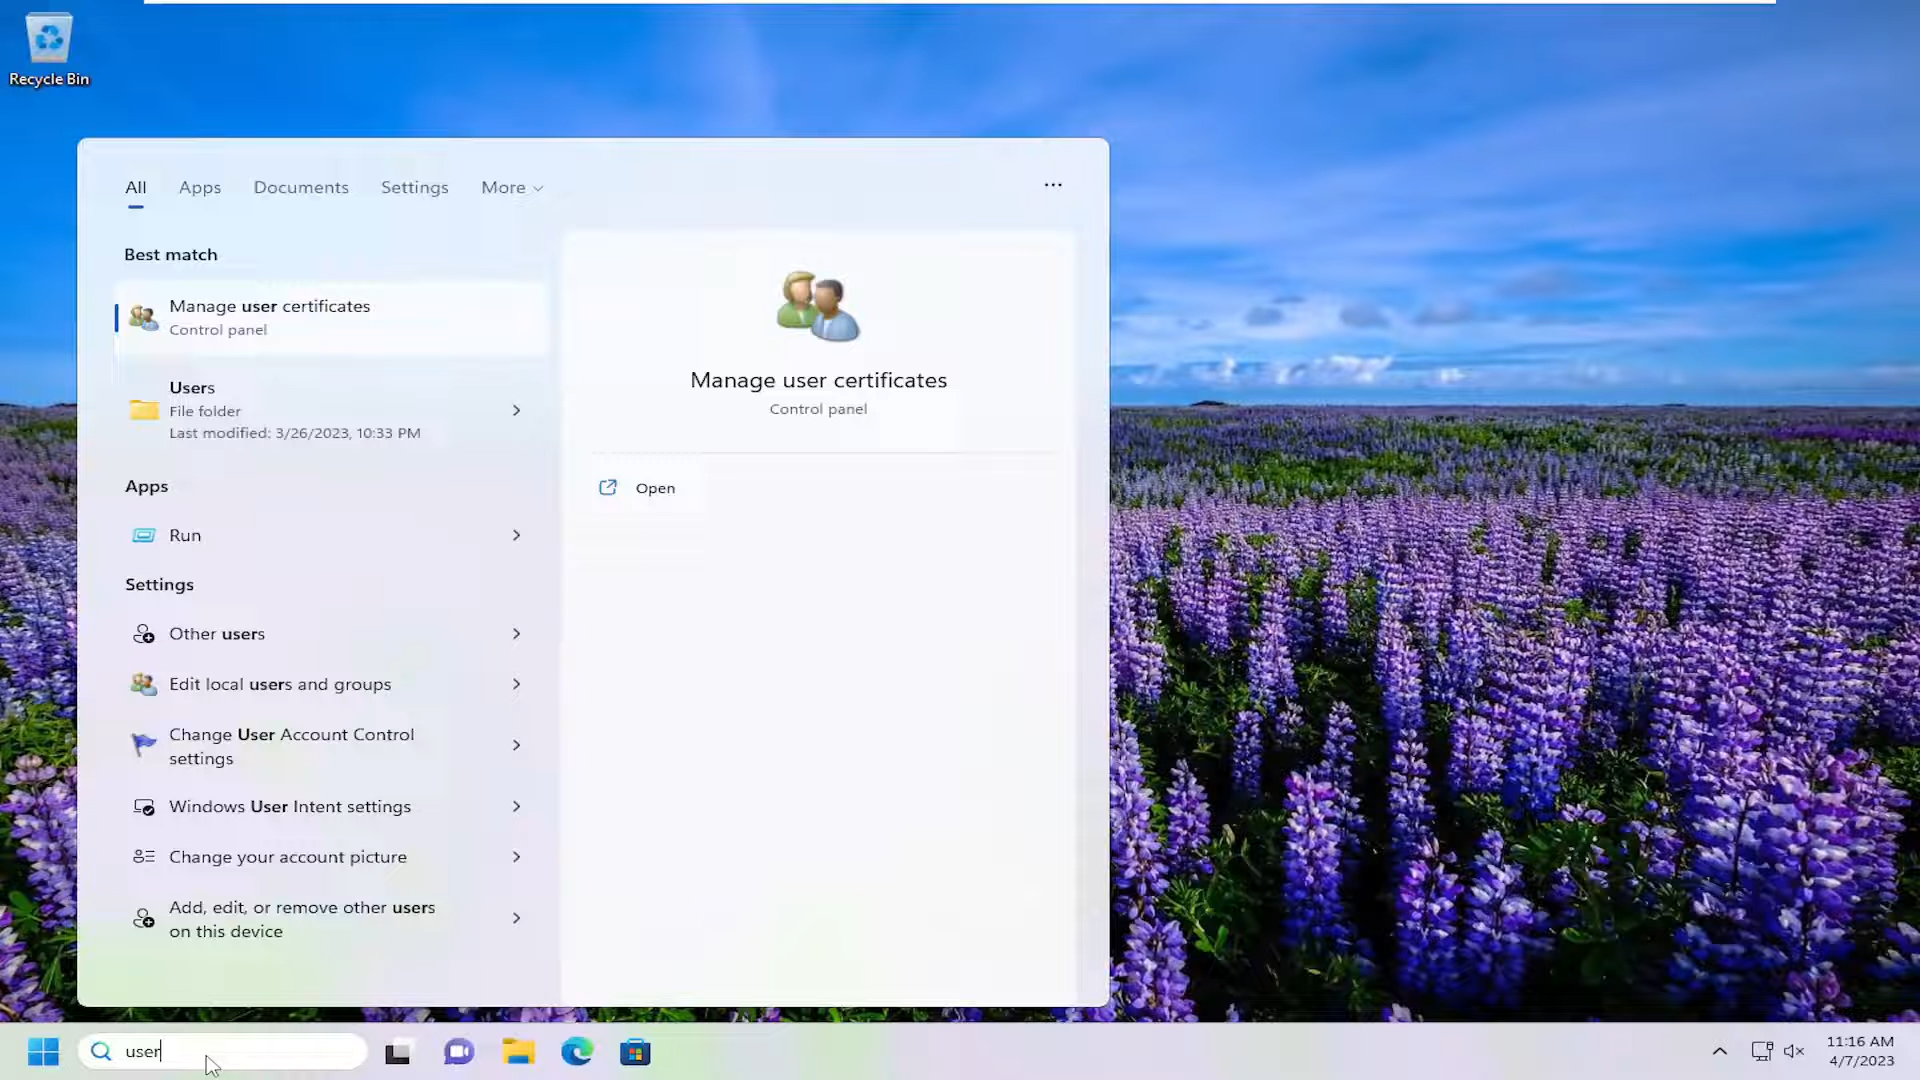 Recycle Bin
All Apps Documents Settings More ...
Best match
Manage user certificates
Control panel
Users
File folder
Last modified: 3/26/2023, 10:33 PM
Apps
Run
Settings
Other users
Edit local users and groups
Change User Account Control
settings
Windows User Intent settings
Change your account picture
Add, edit, or remove other users
on this device
Manage user certificates
Control panel
Open
user
11:16 AM
4/7/2023